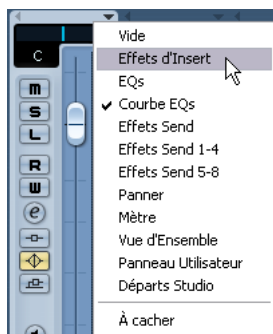 Vide
C
Effets d'Insert
EQs
M
Courbe EQs
S
Effets Send
L
Effets Send 1-4
R
Effets Send 5-8
W
Panner
e
Mètre
Vue d'Ensemble
Panneau Utilisateur
Départs Studio
À cacher